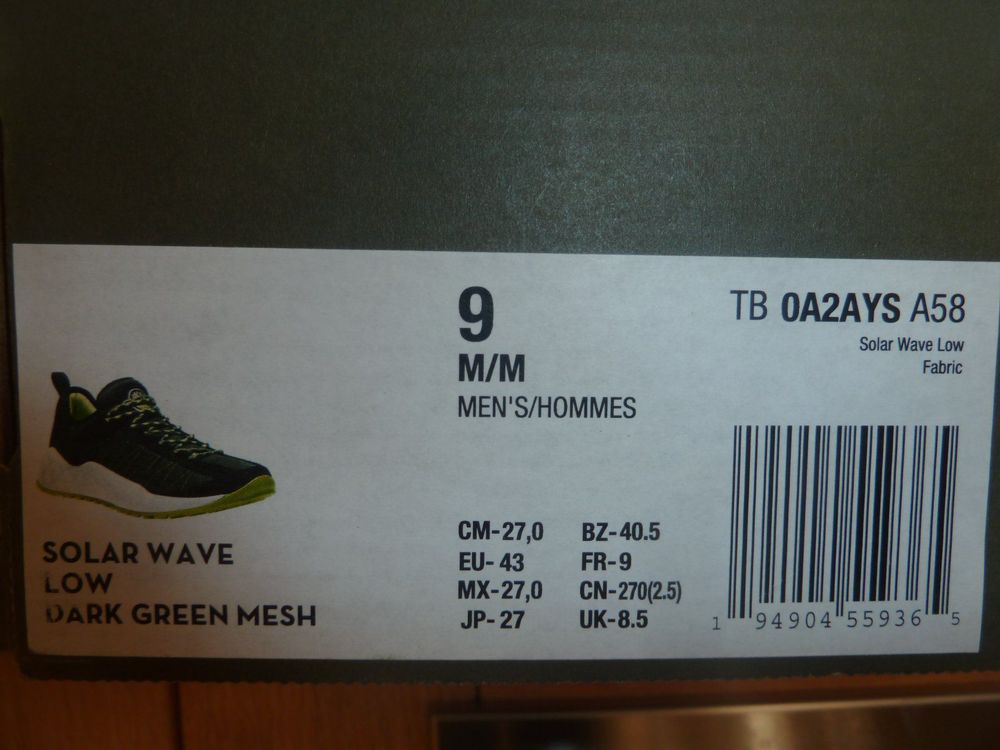 9
M/M
MEN'S/HOMMES
TB 0A2AYS A58
Solar Wave Low
Fabric
SOLAR WAVE
LOW
DARK GREEN MESH
CM-27,0 BZ-40.5
EU-43 FR-9
MX-27,0 CN-270(2.5)
JP-27 UK-8.5
1 94904 55936 5